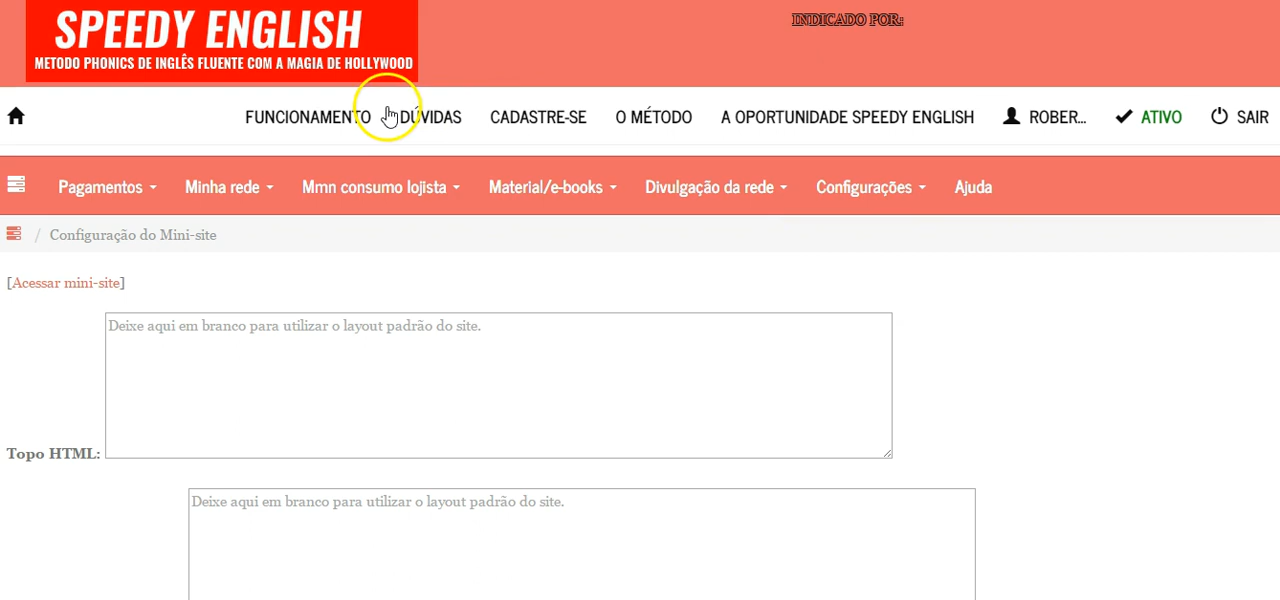 SPEEDY ENGLISH
METODO PHONICS DE INGLÊS FLUENTE COM A MAGIA DE HOLLYWOOD
INDICADO POR:
FUNCIONAMENTO DÚVIDAS CADASTRE-SE O MÉTODO A OPORTUNIDADE SPEEDY ENGLISH ROBER... ATIVO SAIR
Pagamentos Minha rede Mmn consumo lojista Material/e-books Divulgação da rede Configurações Ajuda
/ Configuração do Mini-site
[Acessar mini-site]
Deixe aqui em branco para utilizar o layout padrão do site.
Topo HTML:
Deixe aqui em branco para utilizar o layout padrão do site.